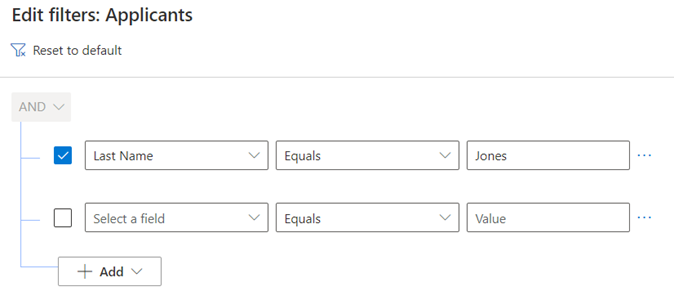 Edit filters: Applicants
Reset to default
AND
Last Name Equals Jones
Select a field Equals Value
Add